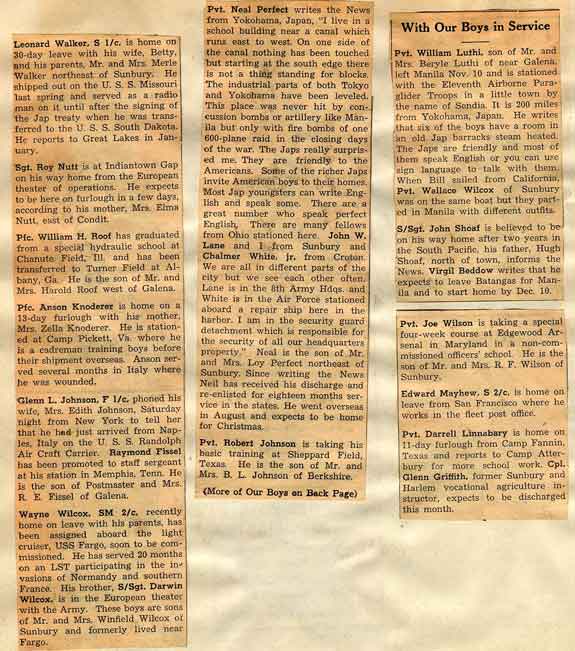 Leonard Walker, S 1/c. is home on
30-day leave with his wife, Betty,
and his parents, Mr. and Mrs. Merle
Walker northeast of Sunbury. He
shipped out on the U. S. S. Missouri
last spring and served as a radio
man on it until after the signing of
the Jap treaty when he was trans-
ferred to the U. S. S. South Dakota.
He reports to Great Lakes in Jan-
uary.
Sgt. Roy Nutt is at Indiantown Gap
on his way home from the European
theater of operations. He expects
to be here on furlough in a few days,
according to his mother, Mrs. Elma
Nutt, east of Condit.
Pfc. William H. Roof has graduated
from a special hydraulic school at
Chanute Field, Ill. and has been
transferred to Turner Field at Al-
bany, Ga. He is the son of Mr. and
Mrs. Harold Roof west of Galena.
Pfc. Anson Knoderer is home on a
13-day furlough with his mother,
Mrs. Zella Knoderer. He is station-
ed at Camp Pickett, Va. where he
is a cadreman training boys before
their shipment overseas. Anson serv-
ed several months in Italy where
he was wounded.
Glenn L. Johnson, F 1/c. phoned his
wife, Mrs. Edith Johnson, Saturday
night from New York to tell her
that he had just arrived from Nap-
les, Italy on the U. S. S. Randolph
Air Craft Carrier. Raymond Fissel
has been promoted to staff sergeant
at his station in Memphis, Tenn. He
is the son of Postmaster and Mrs.
R. E. Fissel of Galena.
Wayne Wilcox, SM 2/c, recently
home on leave with his parents, has
been assigned aboard the light
cruiser, USS Fargo, soon to be com-
missioned. He has served 20 months
on an LST participating in the in-
vasions of Normandy and southern
France. His brother, S/Sgt. Darwin
Wilcox, is in the European theater
with the Army. These boys are sons
of Mr. and Mrs. Winfield Wilcox of
Sunbury and formerly lived near
Fargo.
Pvt. Neal Perfect writes the News
from Yokohama, Japan, "I live in a
school building near a canal which
runs east to west. On one side of
the canal nothing has been touched
but starting at the south edge there
is not a thing standing for blocks.
The industrial parts of both Tokyo
and Yokohama have been leveled.
This place was never hit by con-
cussion bombs or artillery like Ma-
nila but only with fire bombs of one
600-plane raid in the closing days
of the war. The Japs really surpris-
ed me. They are friendly to the
Americans. Some of the richer Japs
invite American boys to their homes.
Most Jap youngsters can write Eng-
lish and speak some. There are a
great number who speak perfect
English. There are many fellows
from Ohio stationed here. John W.
Lane and I from Sunbury and
Chalmer White, jr. from Croton.
We are all in different parts of the
city but we see each other often.
Lane is in the 8th Army Hdqs. and
White is in the Air Force stationed
aboard a repair ship here in the
harbor. I am in the security guard
detachment which is responsible for
the security of all our headquarters
property." Neal is the son of Mr.
and Mrs. Loy Perfect northeast of
Sunbury. Since writing the News
Neil has received his discharge and
re-enlisted for eighteen months serv-
ice in the states. He went overseas
in August and expects to be home
for Christmas.
Pvt. Robert Johnson is taking his
basic training at Sheppard Field,
Texas. He is the son of Mr. and
Mrs. B. L. Johnson of Berkshire.
(More of Our Boys on Back Page)
With Our Boys in Service
Pvt. William Luthi, son of Mr. and
Mrs. Beryle Luthi of near Galena,
left Manila Nov. 10 and is stationed
with the Eleventh Airborne Para-
glider Troops in a little town by
the name of Sendia. It is 200 miles
from Yokohama, Japan. He writes
that six of the boys have a room in
an old Jap barracks steam heated.
The Japs are friendly and most of
them speak English or you can use
sign language to talk with them.
When Bill sailed from California,
Pvt. Wallace Wilcox of Sunbury
was on the same boat but they part-
ed in Manila with different outfits.
S/Sgt. John Shoaf is believed to be
on his way home after two years in
the South Pacific, his father, Hugh
Shoaf, north of town, informs the
News. Virgil Beddow writes that he
expects to leave Batangas for Ma-
nila and to start home by Dec. 10.
Pvt. Joe Wilson is taking a special
four-week course at Edgewood Ar-
senal in Maryland in a non-commis-
sioned officers' school. He is the
son of Mr. and Mrs. R. F. Wilson of
Sunbury.
Edward Mayhew, S 2/c. is home on
leave from San Francisco where he
works in the fleet post office.
Pvt. Darrell Linnabary is home on
11-day furlough from Camp Fannin,
Texas and reports to Camp Atter-
bury for more school work. Cpl.
Glenn Griffith, former Sunbury and
Harlem vocational agriculture in-
structor, expects to be discharged
this month.